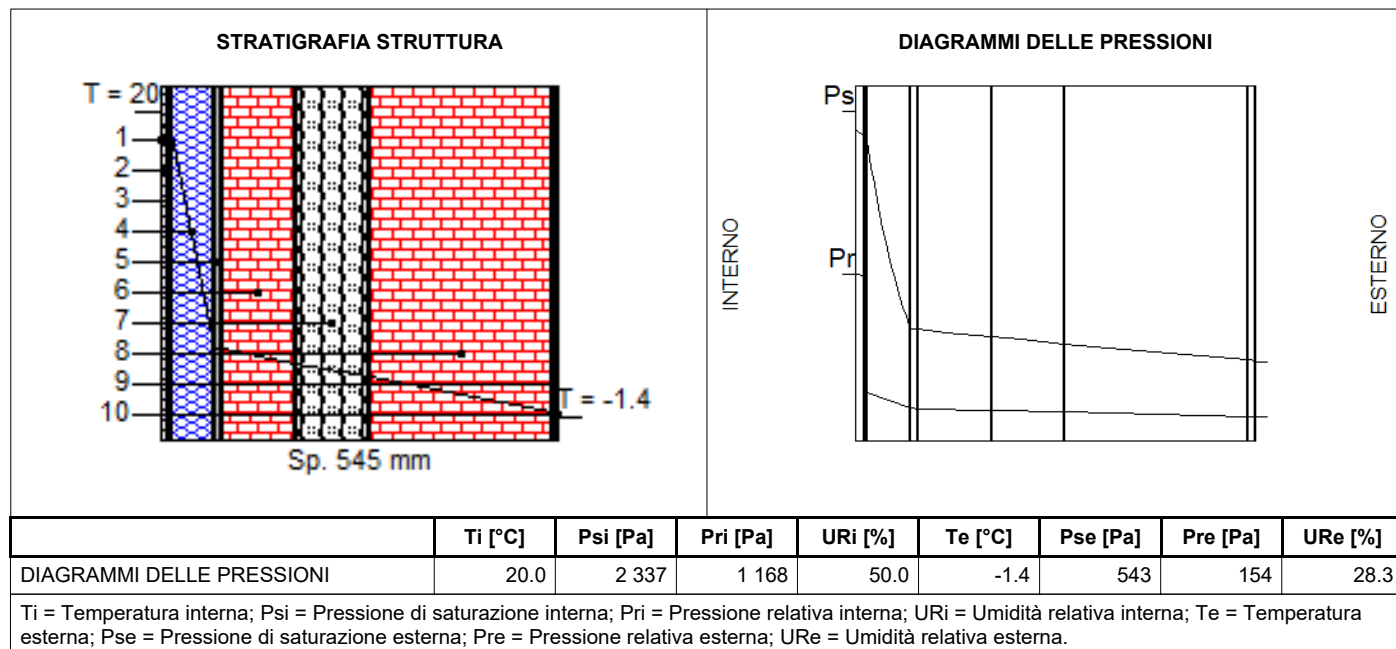 STRATIGRAFIA STRUTTURA
T = 20
1
2
3
4
5
6
7
8
9
10
T = -1.4
Sp. 545 mm
DIAGRAMMI DELLE PRESSIONI
Ps
Pr
INTERNO
ESTERNO
Ti [°C] Psi [Pa] Pri [Pa] URi [%] Te [°C] Pse [Pa] Pre [Pa] URe [%]
DIAGRAMMI DELLE PRESSIONI 20.0 2 337 1 168 50.0 -1.4 543 154 28.3
Ti = Temperatura interna; Psi = Pressione di saturazione interna; Pri = Pressione relativa interna; URi = Umidità relativa interna; Te = Temperatura
esterna; Pse = Pressione di saturazione esterna; Pre = Pressione relativa esterna; URe = Umidità relativa esterna.